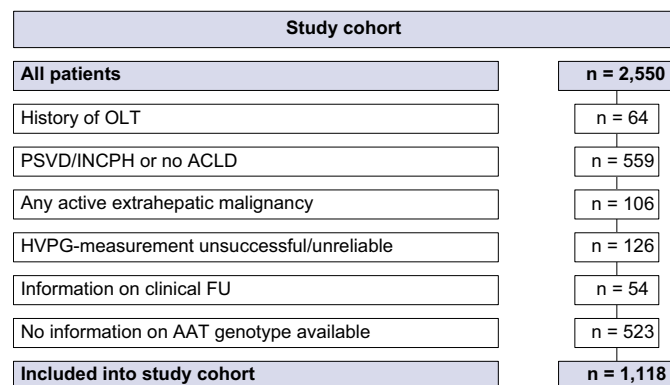 Study cohort
All patients n = 2,550
History of OLT n = 64
PSVD/INCPH or no ACLD n = 559
Any active extrahepatic malignancy n = 106
HVPG-measurement unsuccessful/unreliable n = 126
Information on clinical FU n = 54
No information on AAT genotype available n = 523
Included into study cohort n = 1,118